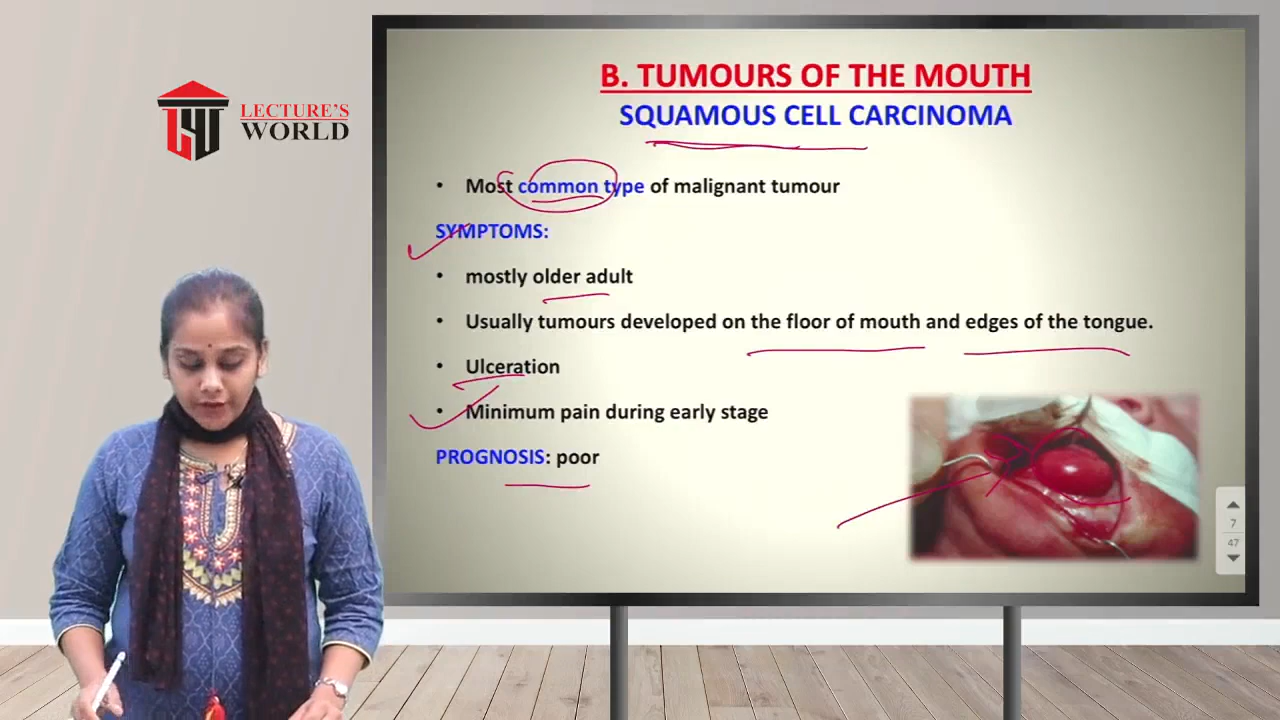 LECTURE'S
WORLD
B. TUMOURS OF THE MOUTH
SQUAMOUS CELL CARCINOMA
• Most common type of malignant tumour
SYMPTOMS:
• mostly older adult
• Usually tumours developed on the floor of mouth and edges of the tongue.
• Ulceration
• Minimum pain during early stage
PROGNOSIS: poor
7
47